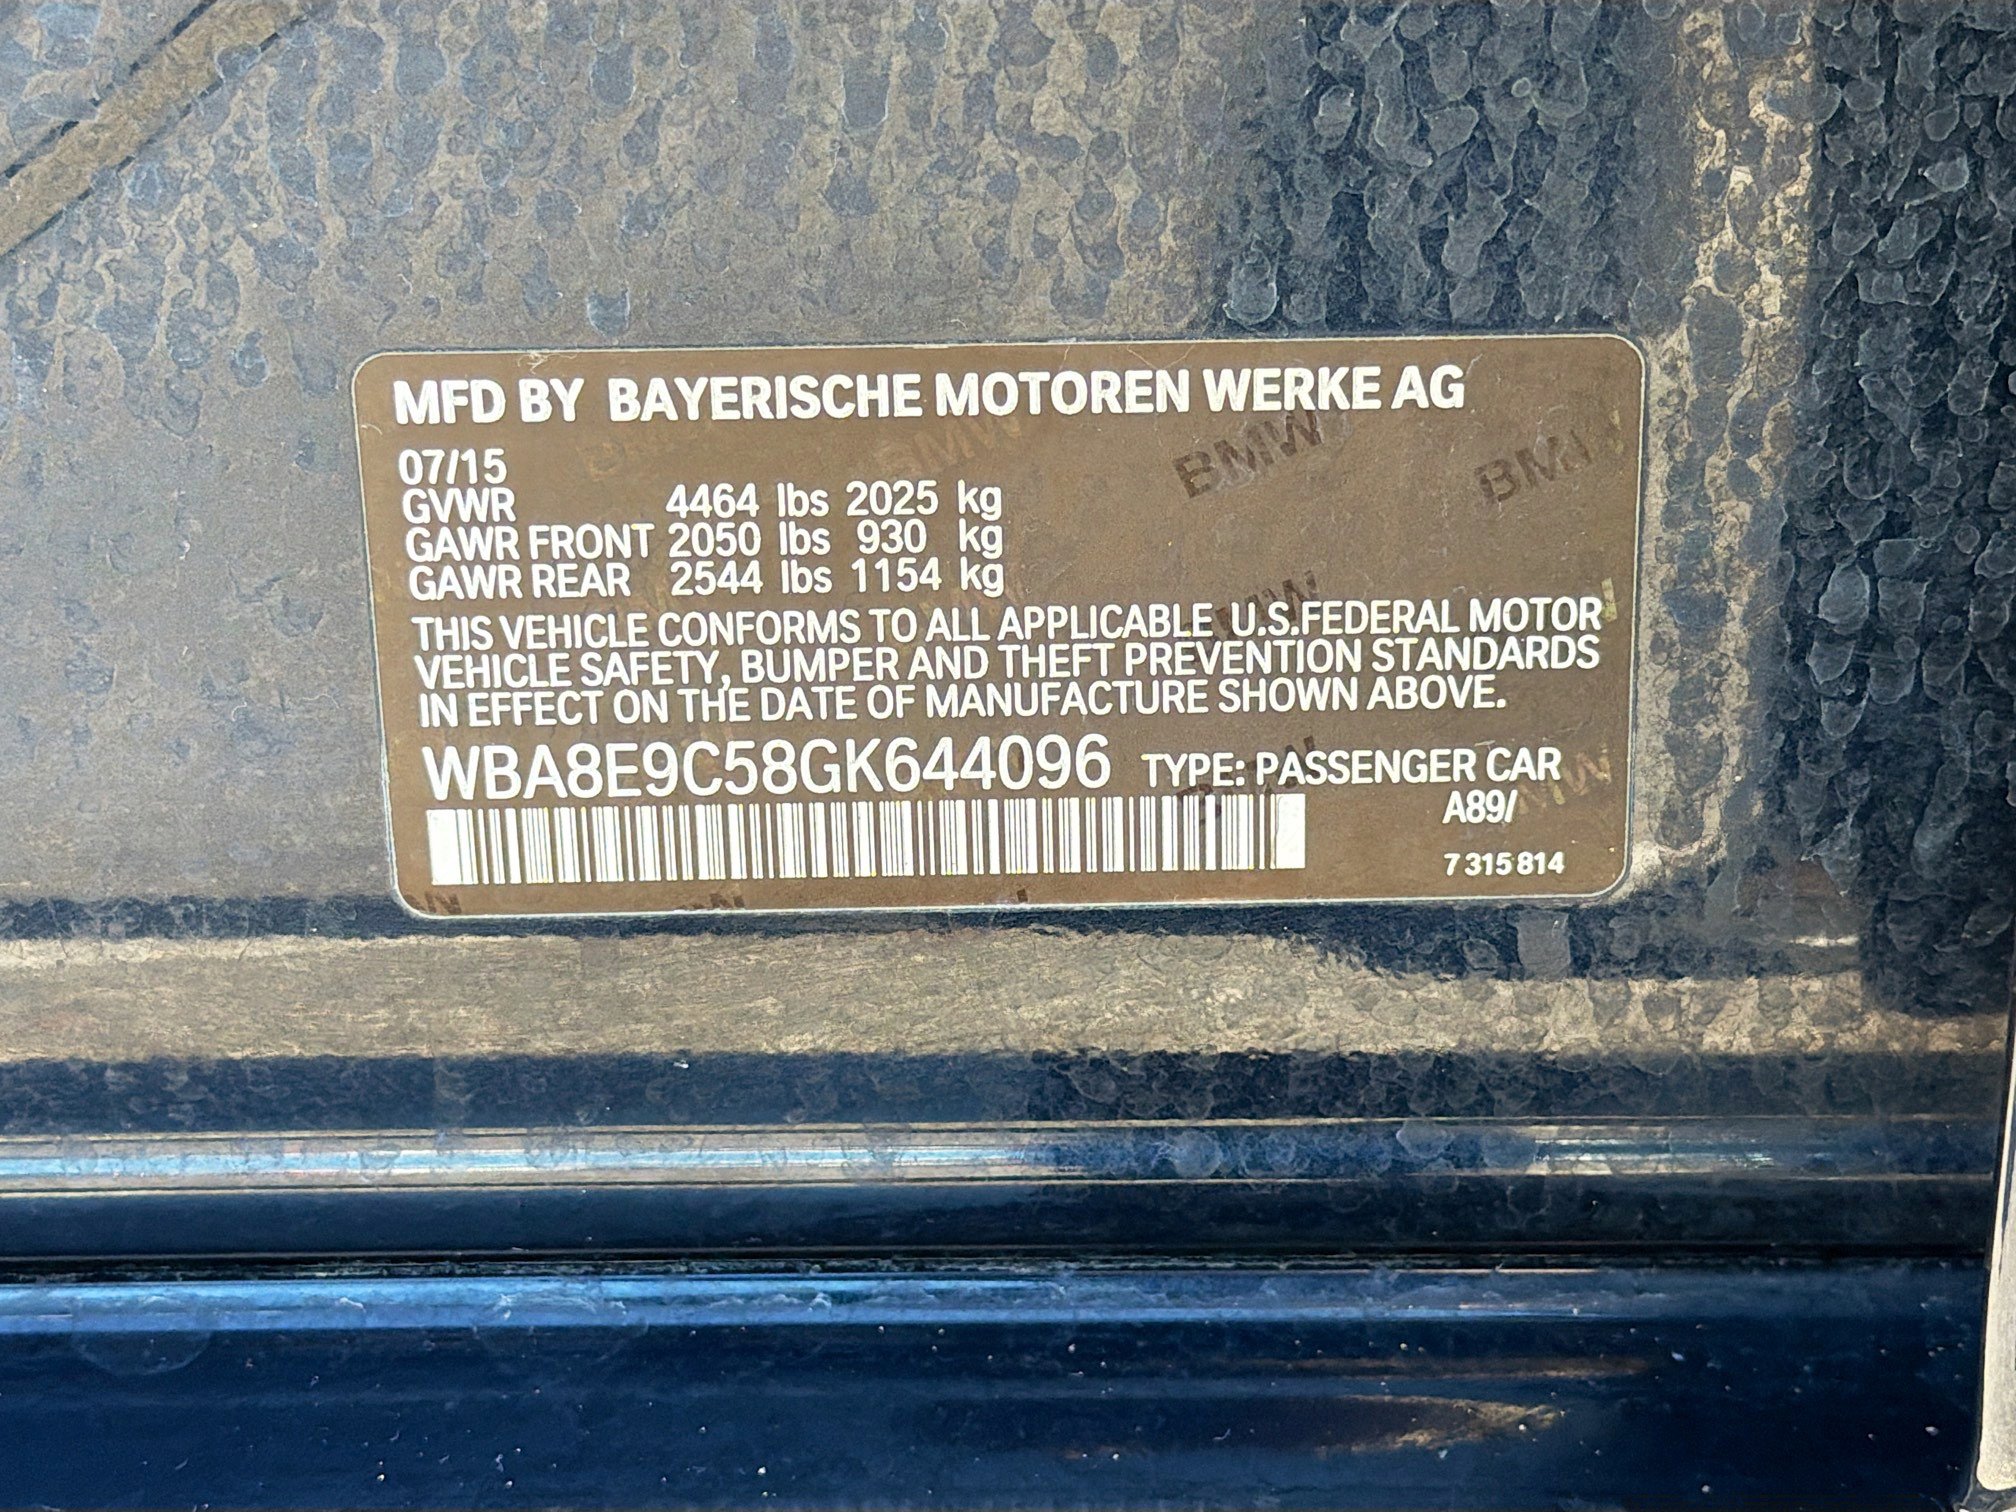 MFD BY BAYERISCHE MOTOREN WERKE AG
07/15
GVWR 4464 lbs 2025 kg
GAWR FRONT 2050 lbs 930 kg
GAWR REAR 2544 lbs 1154 kg
THIS VEHICLE CONFORMS TO ALL APPLICABLE U.S.FEDERAL MOTOR
VEHICLE SAFETY, BUMPER AND THEFT PREVENTION STANDARDS
IN EFFECT ON THE DATE OF MANUFACTURE SHOWN ABOVE.
WBA8E9C58GK644096 TYPE: PASSENGER CAR
A89/
7 315 814
BMW
BMW
BMW